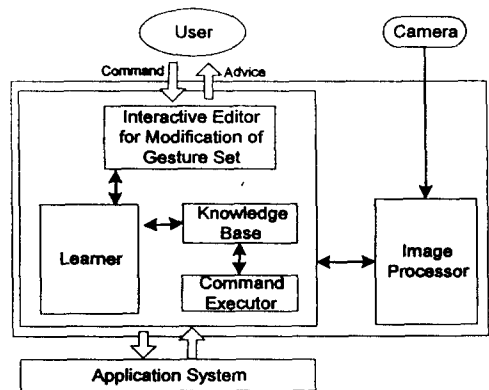 User
Camera
Command
Advice
Interactive Editor
for Modification of
Gesture Set
Learner
Knowledge
Base
Command
Executor
Image
Processor
Application System